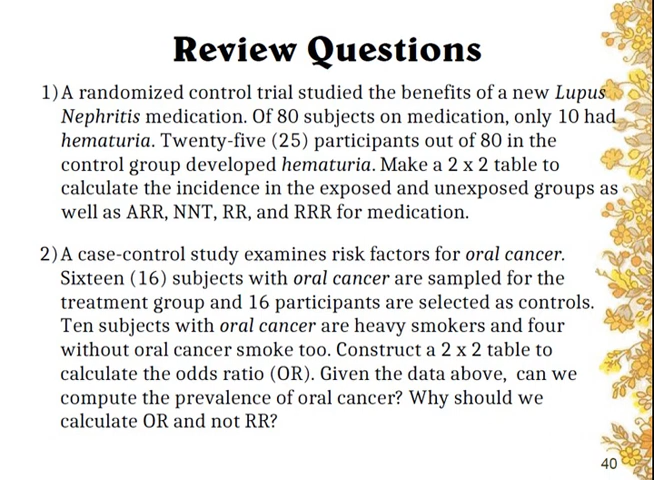 Review Questions
1) A randomized control trial studied the benefits of a new Lupus
Nephritis medication. Of 80 subjects on medication, only 10 had
hematuria. Twenty-five (25) participants out of 80 in the
control group developed hematuria. Make a 2 x 2 table to
calculate the incidence in the exposed and unexposed groups as
well as ARR, NNT, RR, and RRR for medication.
2) A case-control study examines risk factors for oral cancer.
Sixteen (16) subjects with oral cancer are sampled for the
treatment group and 16 participants are selected as controls.
Ten subjects with oral cancer are heavy smokers and four
without oral cancer smoke too. Construct a 2 x 2 table to
calculate the odds ratio (OR). Given the data above, can we
compute the prevalence of oral cancer? Why should we
calculate OR and not RR?
40